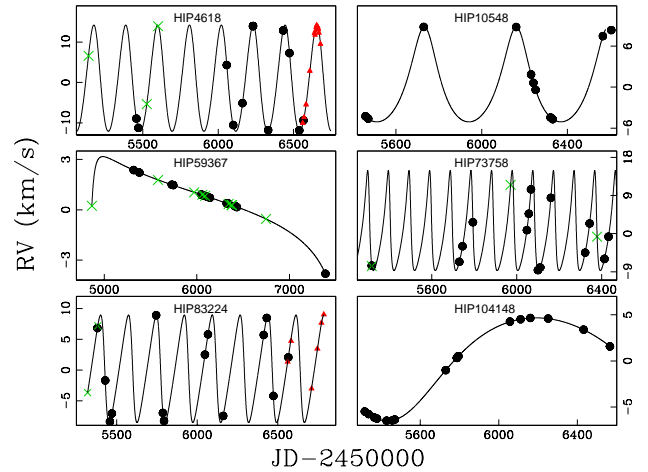 RV (km/s)
HIP4618
10
0
−10
5500 6000 6500
HIP10548
6
0
−6
5600 6000 6400
HIP59367
3
0
−3
5000 6000 7000
HIP73758
18
9
0
−9
5600 6000 6400
HIP83224
10
5
0
−5
5500 6000 6500
HIP104148
5
0
−5
5600 6000 6400
JD−2450000